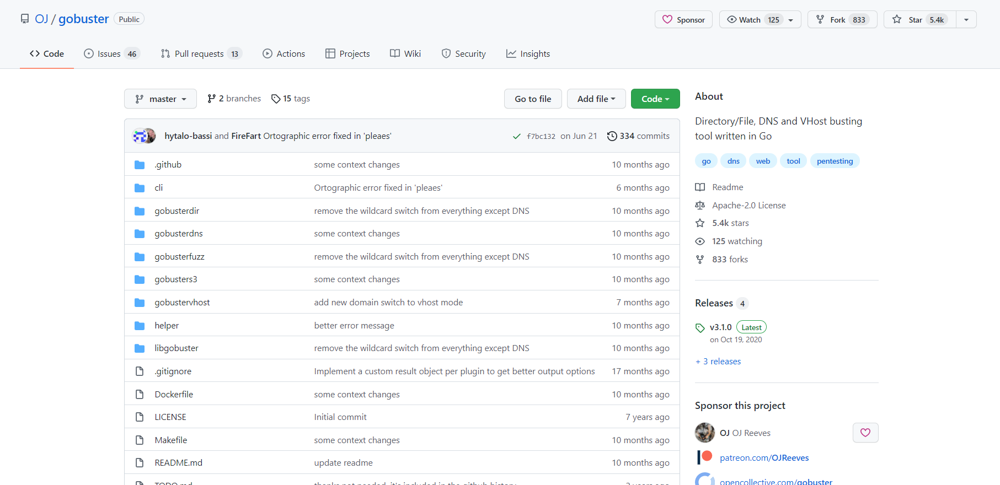 OJ / gobuster Public
Sponsor Watch 125 Fork 833 Star 5.4k
Code Issues 46 Pull requests 13 Actions Projects Wiki Security Insights
master 2 branches 15 tags Go to file Add file Code
hytalo-bassi and FireFart Ortographic error fixed in 'pleaes' f7bc132 on Jun 21 334 commits
.github some context changes 10 months ago
cli Ortographic error fixed in 'pleaes' 6 months ago
gobusterdir remove the wildcard switch from everything except DNS 10 months ago
gobusterdns some context changes 10 months ago
gobusterfuzz remove the wildcard switch from everything except DNS 10 months ago
gobusters3 some context changes 10 months ago
gobustervhost add new domain switch to vhost mode 7 months ago
helper better error message 10 months ago
libgobuster remove the wildcard switch from everything except DNS 10 months ago
.gitignore Implement a custom result object per plugin to get better output options 17 months ago
Dockerfile some context changes 10 months ago
LICENSE Initial commit 7 years ago
Makefile some context changes 10 months ago
README.md update readme 10 months ago
TODO.md thanks not needed, it's included in the github history
About
Directory/File, DNS and VHost busting
tool written in Go
go dns web tool pentesting
Readme
Apache-2.0 License
5.4k stars
125 watching
833 forks
Releases 4
v3.1.0 Latest
on Oct 19, 2020
+ 3 releases
Sponsor this project
OJ OJ Reeves
patreon.com/OJReeves
opencollective.com/gobuster